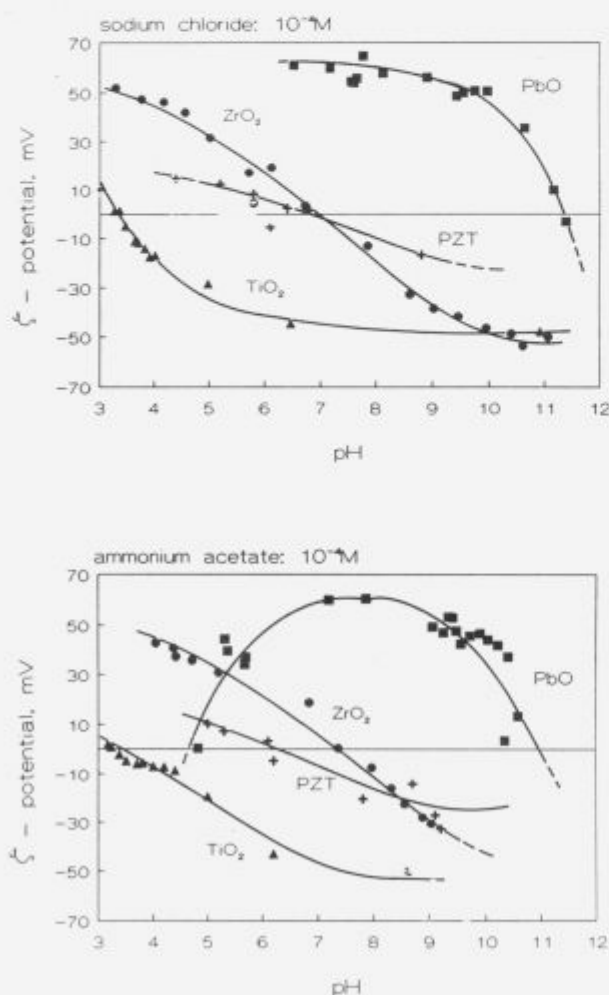 sodium chloride: 10⁻⁴M
70
50
30
10
-10
-30
-50
-70
ζ - potential, mV
ZrO₂
PbO
PZT
TiO₂
3 4 5 6 7 8 9 10 11 12
pH
ammonium acetate: 10⁻⁴M
70
50
30
10
-10
-30
-50
-70
ζ - potential, mV
PbO
ZrO₂
PZT
TiO₂
3 4 5 6 7 8 9 10 11 12
pH